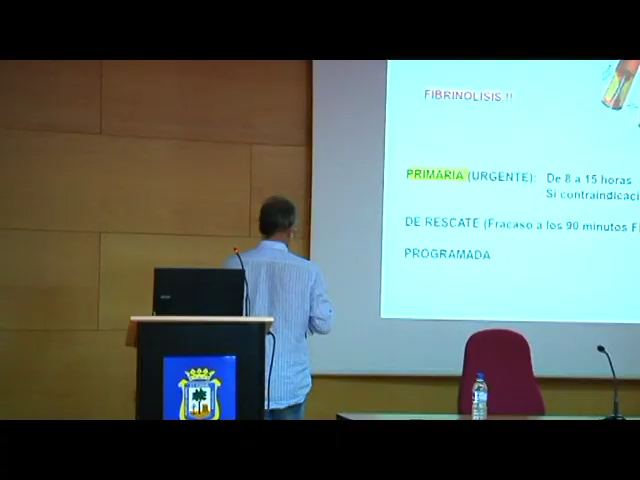 FIBRINOLISIS !!
PRIMARIA (URGENTE): De 8 a 15 horas
Si contraindicaci
DE RESCATE (Fracaso a los 90 minutos F
PROGRAMADA